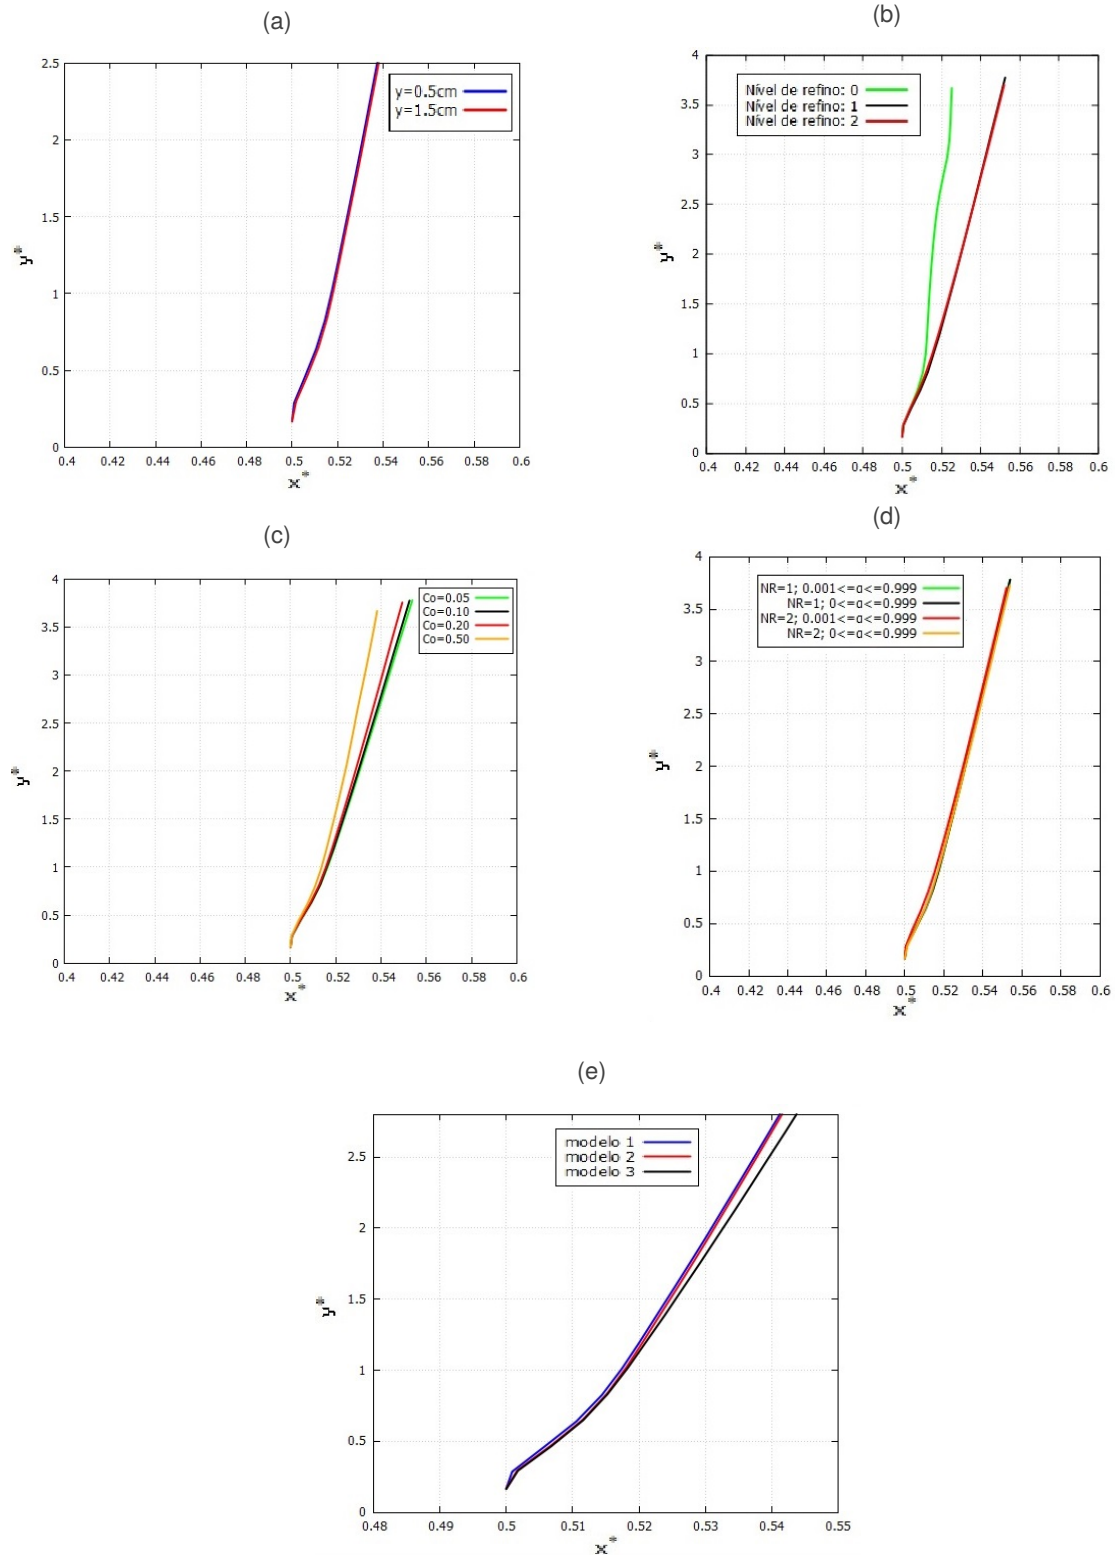 (a)
2.5
2
1.5
1
0.5
0
y*
y=0.5cm
y=1.5cm
0.4 0.42 0.44 0.46 0.48 0.5 0.52 0.54 0.56 0.58 0.6
x*
(b)
4
3.5
3
2.5
2
1.5
1
0.5
0
y*
Nível de refino: 0
Nível de refino: 1
Nível de refino: 2
0.4 0.42 0.44 0.46 0.48 0.5 0.52 0.54 0.56 0.58 0.6
x*
(c)
4
3.5
3
2.5
2
1.5
1
0.5
0
y*
Co=0.05
Co=0.10
Co=0.20
Co=0.50
0.4 0.42 0.44 0.46 0.48 0.5 0.52 0.54 0.56 0.58 0.6
x*
(d)
4
3.5
3
2.5
2
1.5
1
0.5
0
y*
NR=1; 0.001<=α<=0.999
NR=1; 0<=α<=0.999
NR=2; 0.001<=α<=0.999
NR=2; 0<=α<=0.999
0.4 0.42 0.44 0.46 0.48 0.5 0.52 0.54 0.56 0.58 0.6
x*
(e)
2.5
2
1.5
1
0.5
0
y*
modelo 1
modelo 2
modelo 3
0.48 0.49 0.5 0.51 0.52 0.53 0.54 0.55
x*